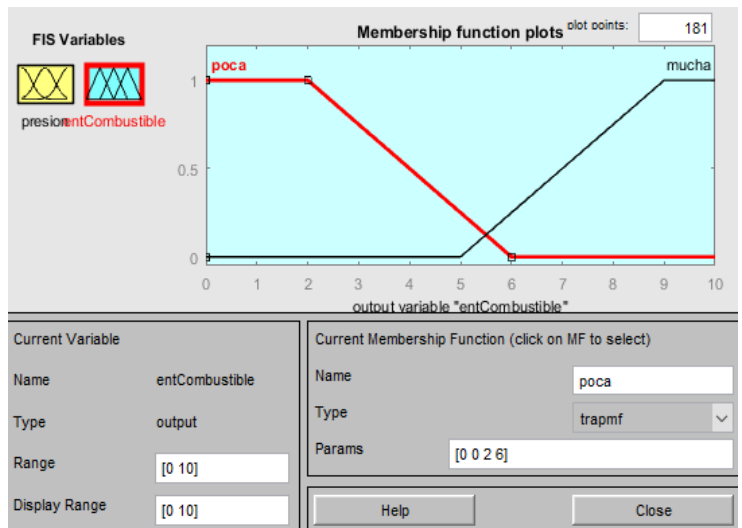 FIS Variables
presion
entCombustible
Membership function plots
plot points:
181
poca
mucha
1
0.5
0
0 1 2 3 4 5 6 7 8 9 10
output variable "entCombustible"
Current Variable
Name entCombustible
Type output
Range [0 10]
Display Range [0 10]
Current Membership Function (click on MF to select)
Name poca
Type trapmf
Params [0 0 2 6]
Help
Close